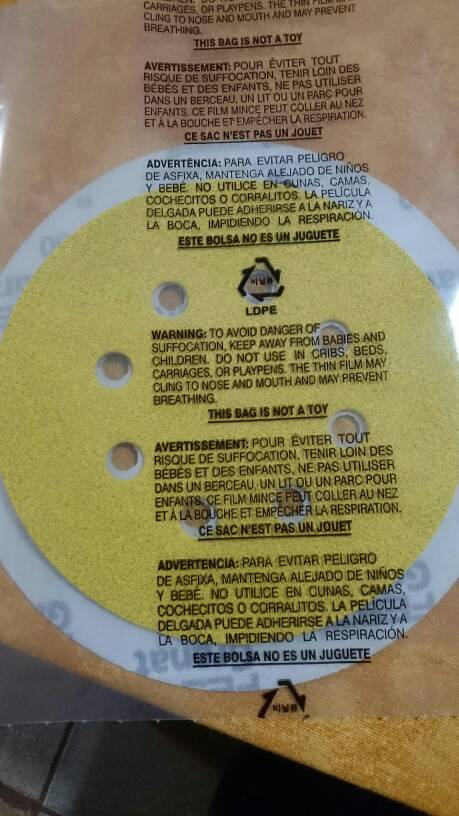 CARRIAGES, OR PLAYPENS. THE THIN FILM MAY
CLING TO NOSE AND MOUTH AND MAY PREVENT
BREATHING.
THIS BAG IS NOT A TOY
AVERTISSEMENT: POUR ÉVITER TOUT
RISQUE DE SUFFOCATION, TENIR LOIN DES
BÉBÉS ET DES ENFANTS, NE PAS UTILISER
DANS UN BERCEAU, UN LIT OU UN PARC POUR
ENFANTS. CE FILM MINCE PEUT COLLER AU NEZ
ET À LA BOUCHE ET EMPÊCHER LA RESPIRATION.
CE SAC N'EST PAS UN JOUET
ADVERTÊNCIA: PARA EVITAR PELIGRO
DE ASFIXA, MANTENGA ALEJADO DE NIÑOS
Y BEBÉ. NO UTILICE EN CUNAS, CAMAS,
COCHECITOS O CORRALITOS. LA PELÍCULA
DELGADA PUEDE ADHERIRSE A LA NARIZ Y A
LA BOCA, IMPIDIENDO LA RESPIRACIÓN.
ESTE BOLSA NO ES UN JUGUETE
비닐류
LDPE
WARNING: TO AVOID DANGER OF
SUFFOCATION, KEEP AWAY FROM BABIES AND
CHILDREN. DO NOT USE IN CRIBS, BEDS,
CARRIAGES, OR PLAYPENS. THE THIN FILM MAY
CLING TO NOSE AND MOUTH AND MAY PREVENT
BREATHING.
THIS BAG IS NOT A TOY
AVERTISSEMENT: POUR ÉVITER TOUT
RISQUE DE SUFFOCATION, TENIR LOIN DES
BÉBÉS ET DES ENFANTS, NE PAS UTILISER
DANS UN BERCEAU, UN LIT OU UN PARC POUR
ENFANTS. CE FILM MINCE PEUT COLLER AU NEZ
ET À LA BOUCHE ET EMPÊCHER LA RESPIRATION.
CE SAC N'EST PAS UN JOUET
ADVERTENCIA: PARA EVITAR PELIGRO
DE ASFIXA, MANTENGA ALEJADO DE NIÑOS
Y BEBÉ. NO UTILICE EN CUNAS, CAMAS,
COCHECITOS O CORRALITOS. LA PELÍCULA
DELGADA PUEDE ADHERIRSE A LA NARIZ Y A
LA BOCA, IMPIDIENDO LA RESPIRACIÓN.
ESTE BOLSA NO ES UN JUGUETE
비닐류